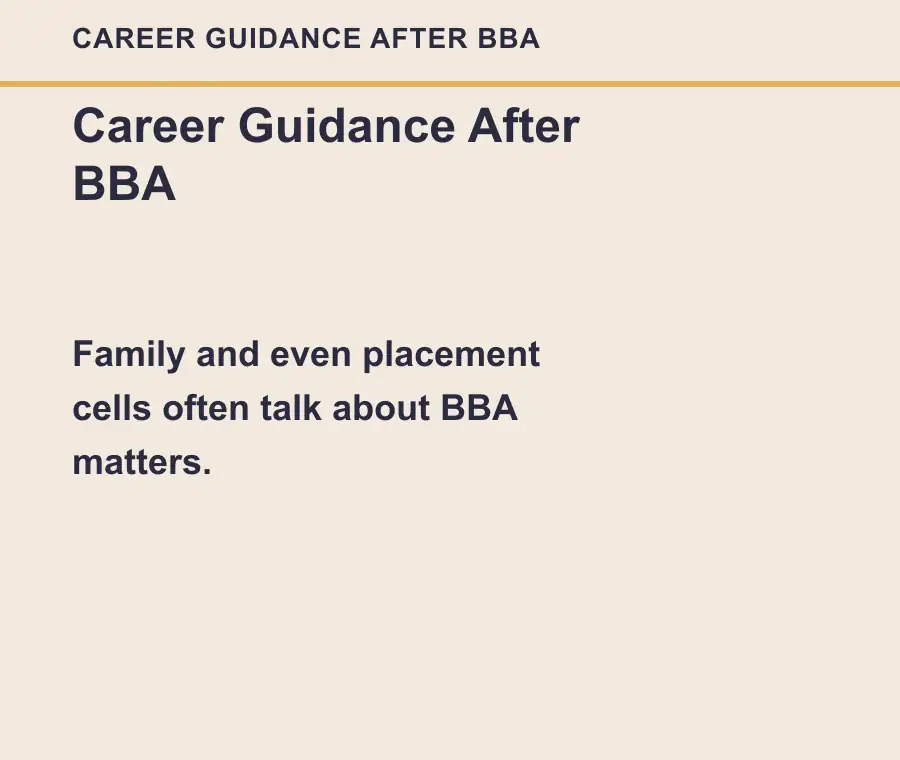 CAREER GUIDANCE AFTER BBA
Career Guidance After
BBA
Family and even placement
cells often talk about BBA
matters.